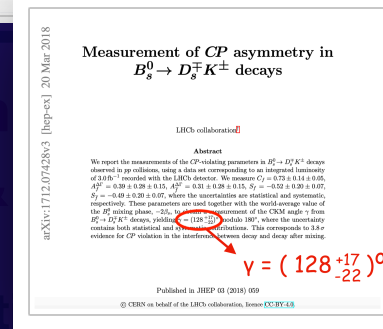 arXiv:1712.07428v3 [hep-ex] 20 Mar 2018
Measurement of CP asymmetry in
B⁰ₛ → D∓ₛK± decays
LHCb collaboration
Abstract
We report the measurements of the CP-violating parameters in B⁰ₛ → D∓ₛK± decays
observed in pp collisions, using a data set corresponding to an integrated luminosity
of 3.0 fb⁻¹ recorded with the LHCb detector. We measure C_f = 0.73 ± 0.14 ± 0.05,
A^ΔΓ_f = 0.39 ± 0.28 ± 0.15, A^ΔΓ_f̄ = 0.31 ± 0.28 ± 0.15, S_f = −0.52 ± 0.20 ± 0.07,
S_f̄ = −0.49 ± 0.20 ± 0.07, where the uncertainties are statistical and systematic,
respectively. These parameters are used together with the world-average value of
the B⁰ₛ mixing phase, −2βₛ, to obtain a measurement of the CKM angle γ from
B⁰ₛ → D∓ₛK± decays, yielding γ = (128 +17 −22)° modulo 180°, where the uncertainty
contains both statistical and systematic contributions. This corresponds to 3.8 σ
evidence for CP violation in the interference between decay and decay after mixing.
γ = ( 128 +17 -22 )°
Published in JHEP 03 (2018) 059
© CERN on behalf of the LHCb collaboration, licence CC-BY-4.0.